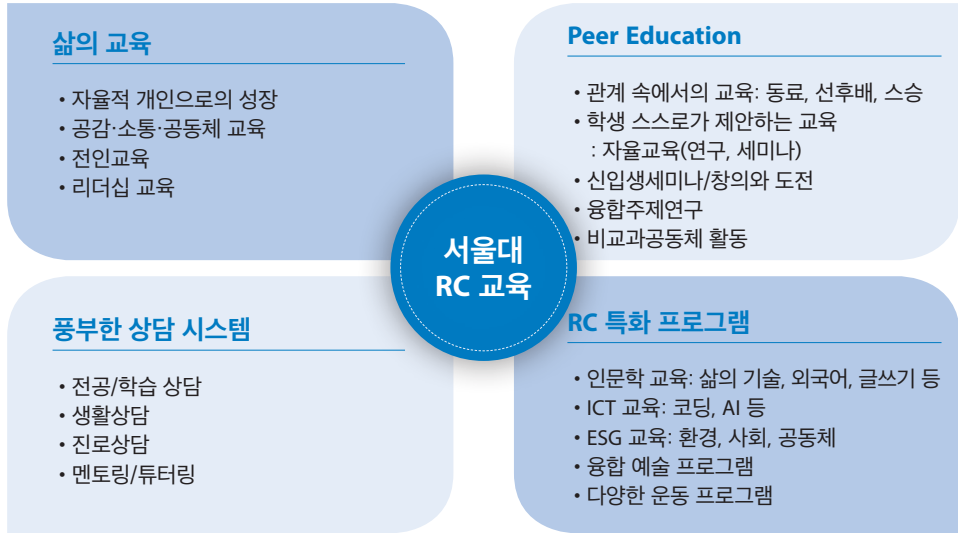 삶의 교육
• 자율적 개인으로의 성장
• 공감·소통·공동체 교육
• 전인교육
• 리더십 교육
Peer Education
• 관계 속에서의 교육: 동료, 선후배, 스승
• 학생 스스로가 제안하는 교육
: 자율교육(연구, 세미나)
• 신입생세미나/창의와 도전
• 융합주제연구
• 비교과공동체 활동
서울대
RC 교육
풍부한 상담 시스템
• 전공/학습 상담
• 생활상담
• 진로상담
• 멘토링/튜터링
RC 특화 프로그램
• 인문학 교육: 삶의 기술, 외국어, 글쓰기 등
• ICT 교육: 코딩, AI 등
• ESG 교육: 환경, 사회, 공동체
• 융합 예술 프로그램
• 다양한 운동 프로그램